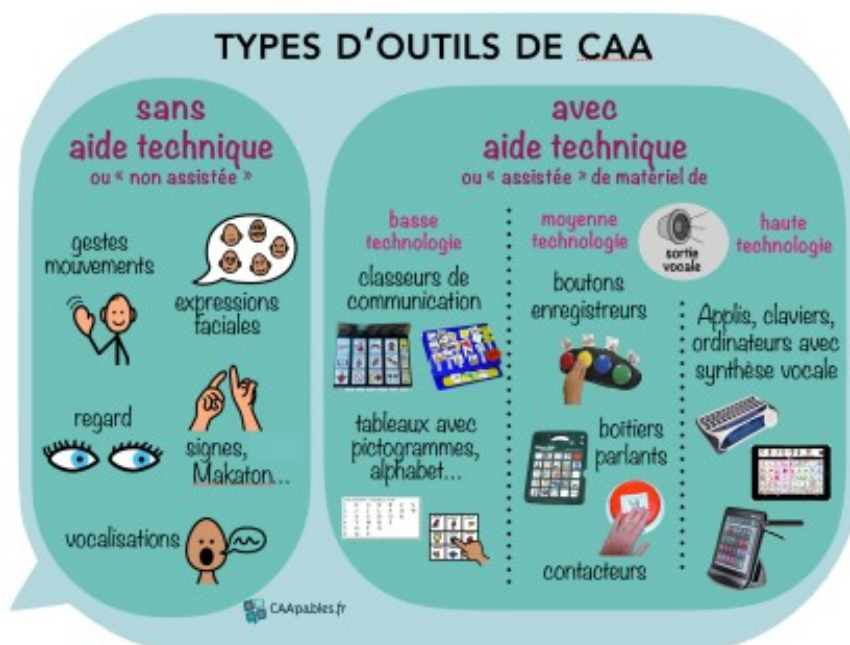 TYPES D'OUTILS DE CAA
sans
aide technique
ou « non assistée »
gestes
mouvements
expressions
faciales
regard
signes,
Makaton...
vocalisations
avec
aide technique
ou « assistée » de matériel de
basse
technologie
classeurs de
communication
tableaux avec
pictogrammes,
alphabet...
moyenne
technologie
sortie
vocale
boutons
enregistreurs
boîtiers
parlants
contacteurs
haute
technologie
Applis, claviers,
ordinateurs avec
synthèse vocale
CAApables.fr